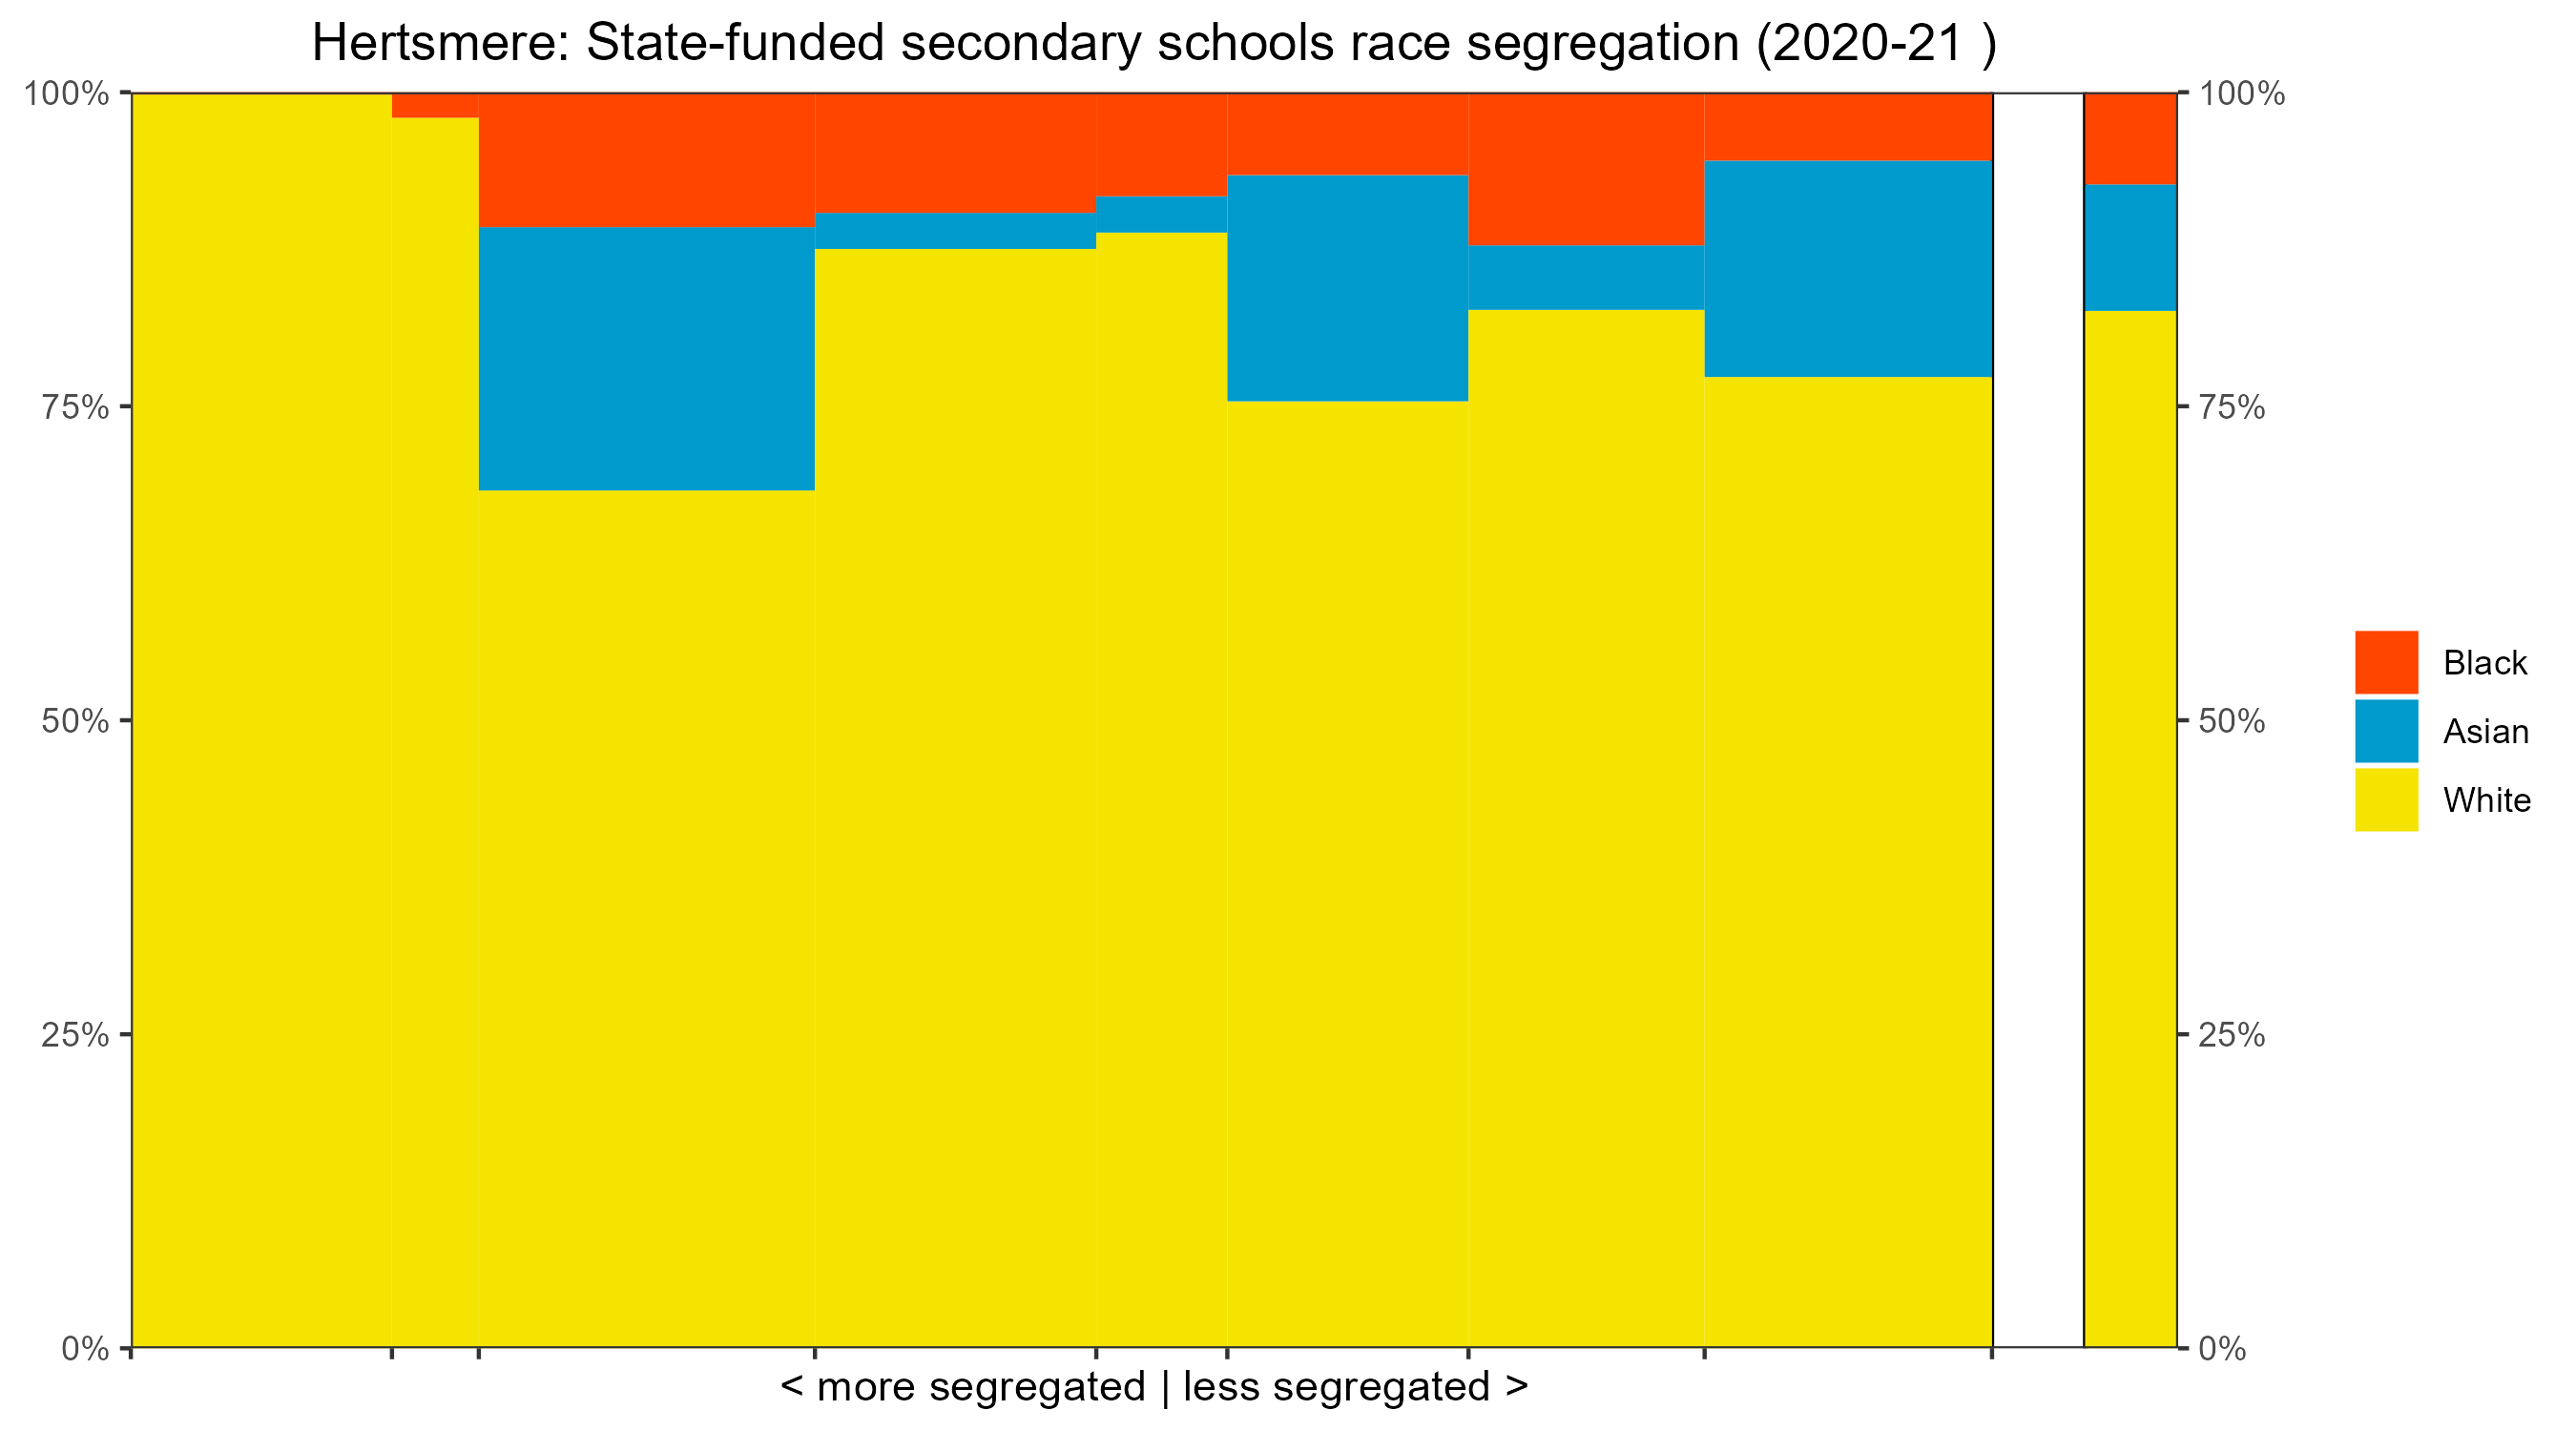 Hertsmere: State-funded secondary schools race segregation (2020-21 )
100%
75%
50%
25%
0%
100%
75%
50%
25%
0%
< more segregated | less segregated >
Black
Asian
White